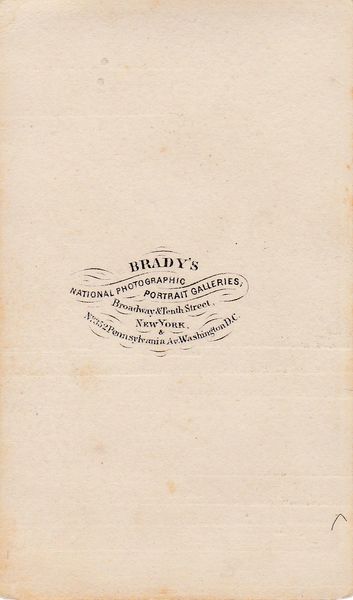 BRADY'S
NATIONAL PHOTOGRAPHIC
PORTRAIT GALLERIES,
Broadway & Tenth Street,
NEW YORK.
&
No. 352 Pennsylvania Av. Washington D.C.